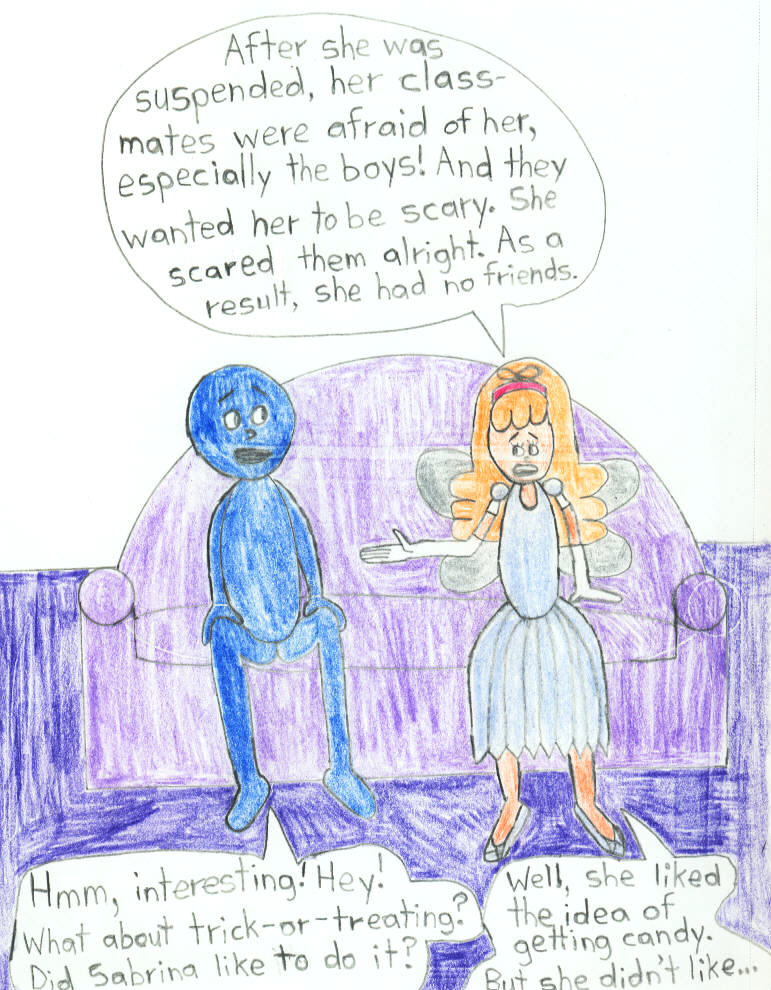 After she was
suspended, her class-
mates were afraid of her,
especially the boys! And they
wanted her to be scary. She
scared them alright. As a
result, she had no friends.
Hmm, interesting! Hey!
What about trick-or-treating?
Did Sabrina like to do it?
Well, she liked
the idea of
getting candy.
But she didn't like...